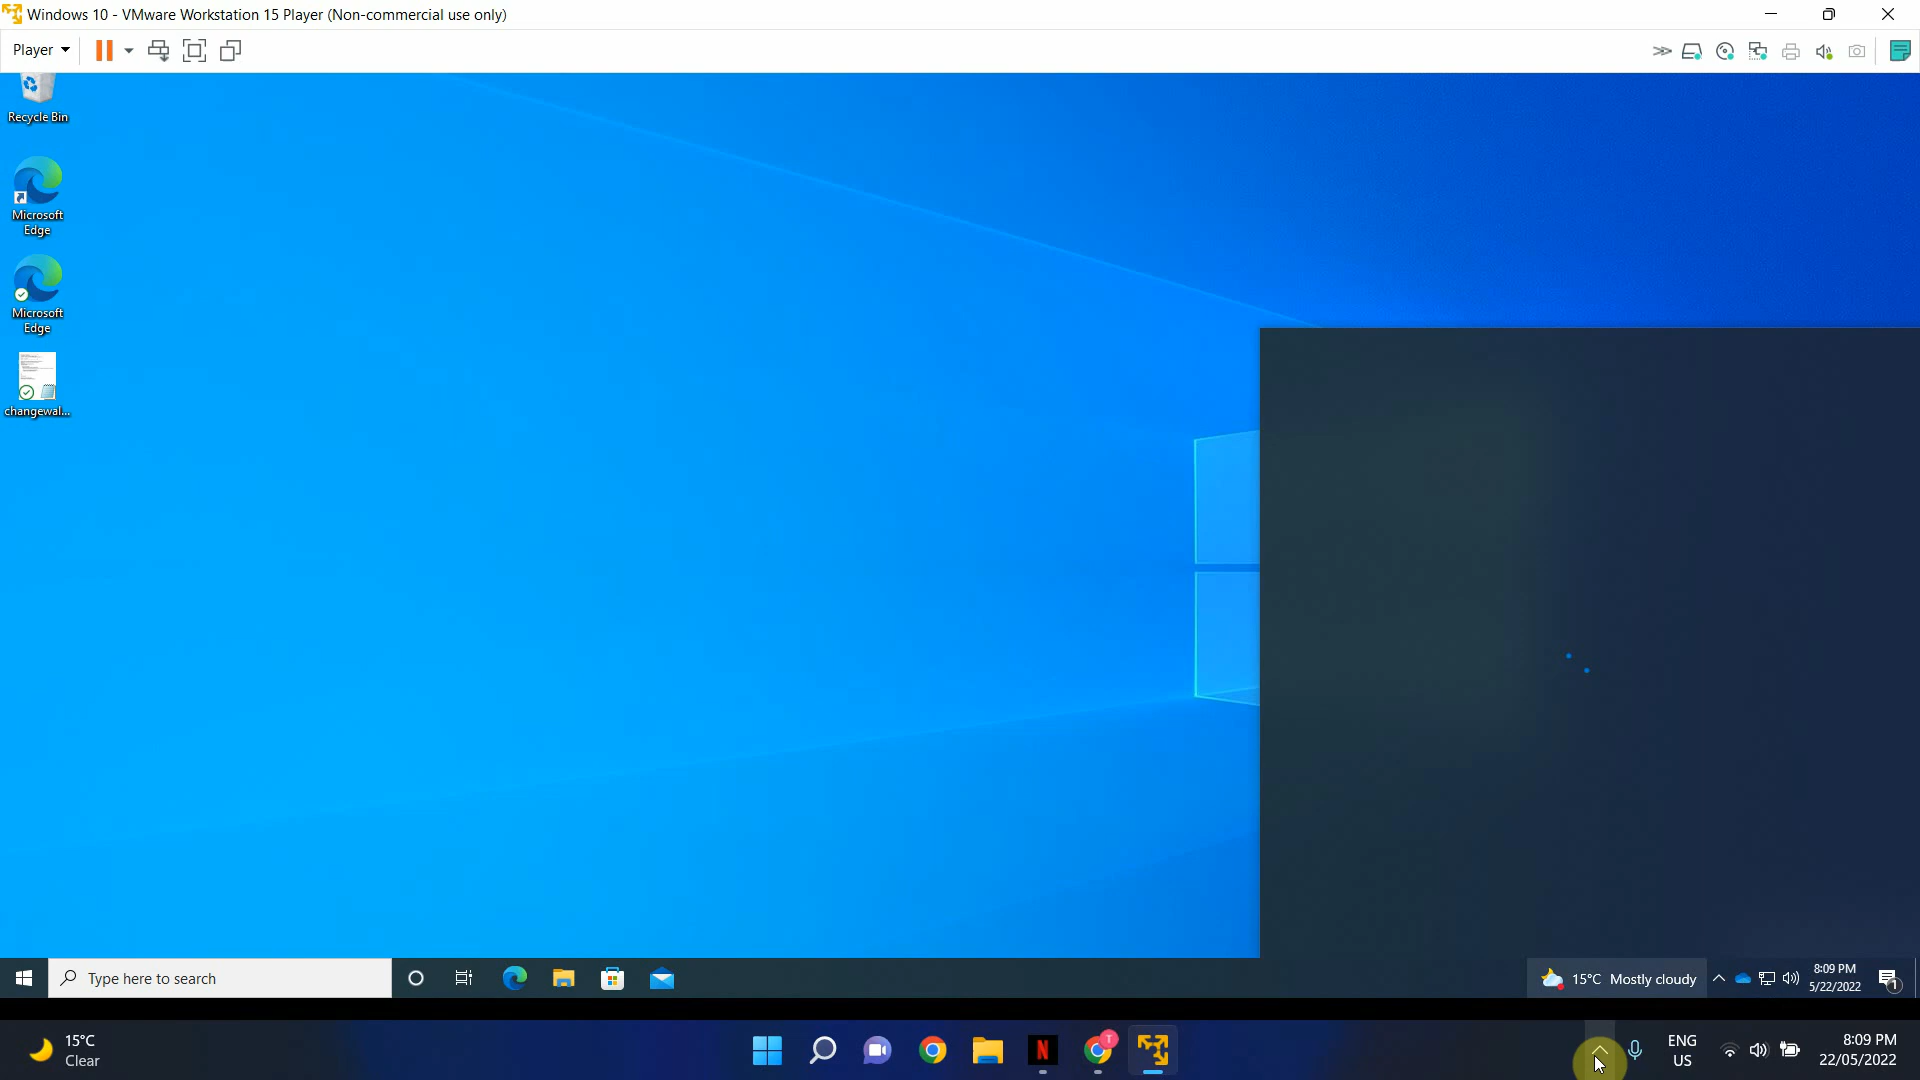 Windows 10 - VMware Workstation 15 Player (Non-commercial use only)
Player
Recycle Bin
Microsoft
Edge
Microsoft
Edge
changewal...
Type here to search
15°C Mostly cloudy
8:09 PM
5/22/2022
1
15°C
Clear
N
T
ENG
US
8:09 PM
22/05/2022